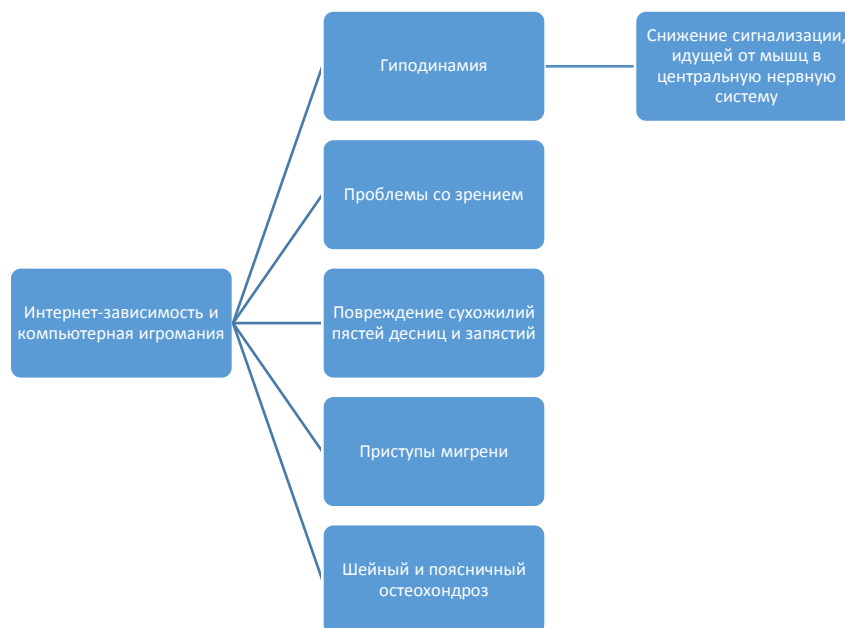 Гиподинамия
Снижение сигнализации,
идущей от мышц в
центральную нервную
систему
Проблемы со зрением
Интернет-зависимость и
компьютерная игромания
Повреждение сухожилий
пястей десниц и запястий
Приступы мигрени
Шейный и поясничный
остеохондроз